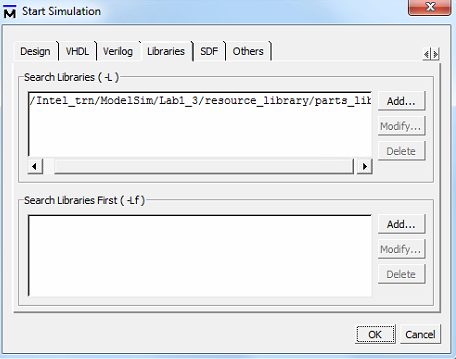 Start Simulation
Design VHDL Verilog Libraries SDF Others
Search Libraries ( -L )
/Intel_trn/ModelSim/Lab1_3/resource_library/parts_lib
Add...
Modify...
Delete
Search Libraries First ( -Lf )
Add...
Modify...
Delete
OK Cancel